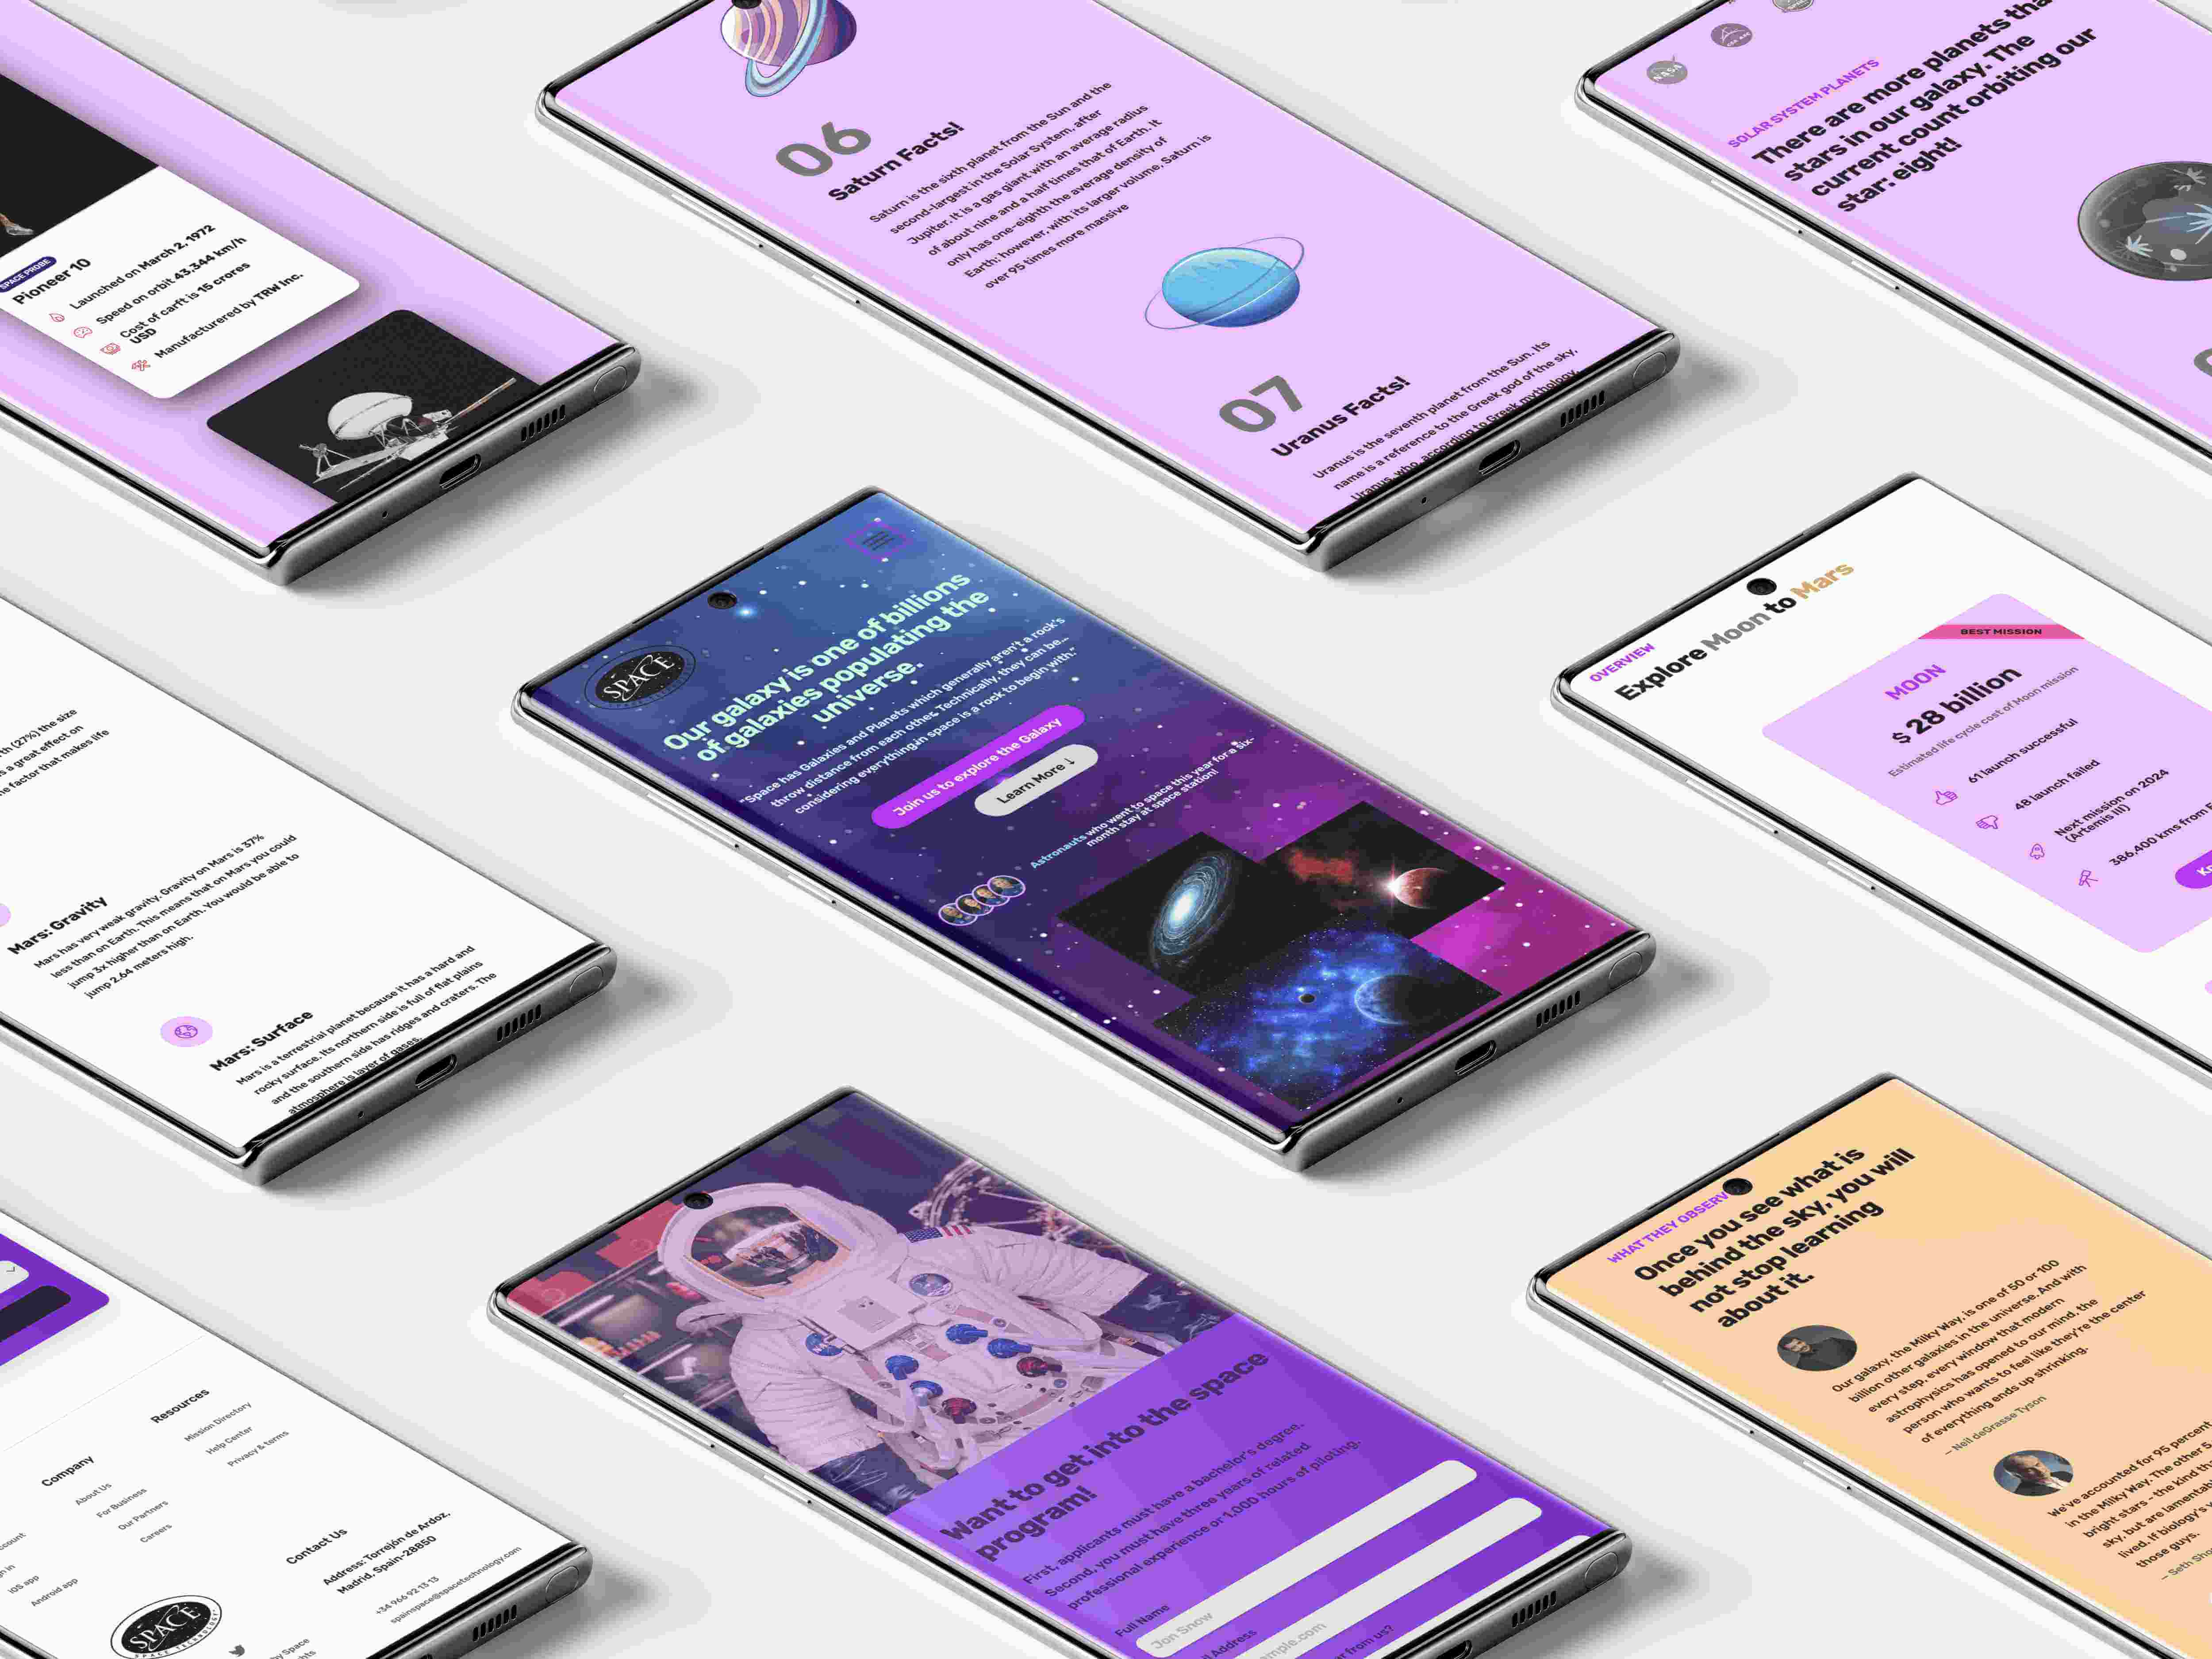 SPACE PROBE
Pioneer 10
Launched on March 2, 1972
Speed on orbit 43,344 km/h
Cost of carft is 15 crores
USD
Manufacturered by TRW Inc.
06
Saturn Facts!
Saturn is the sixth planet from the Sun and the
second-largest in the Solar System, after
Jupiter. It is a gas giant with an average radius
of about nine and a half times that of Earth. It
only has one-eighth the average density of
Earth; however, with its larger volume, Saturn is
over 95 times more massive
07
Uranus Facts!
Uranus is the seventh planet from the Sun. Its
name is a reference to the Greek god of the sky,
Uranus, who, according to Greek mythology,
NASA
SOLAR SYSTEM PLANETS
There are more planets tha
stars in our galaxy. The
current count orbiting our
star: eight!
th (27%) the size
s a great effect on
he factor that makes life
Mars: Gravity
Mars has very weak gravity. Gravity on Mars is 37%
less than on Earth. This means that on Mars you could
jump 3x higher than on Earth. You would be able to
jump 2.64 meters high.
Mars: Surface
Mars is a terrestrial planet because it has a hard and
rocky surface. Its northern side is full of flat plains
and the southern side has ridges and craters. The
atmosphere is layer of gases.
SPACE
Our galaxy is one of billions
of galaxies populating the
universe.
"Space has Galaxies and Planets which generally aren't a rock's
throw distance from each other. Technically, they can be...
considering everything in space is a rock to begin with."
Join us to explore the Galaxy
Learn More ↓
Astronauts who went to space this year for a six-
month stay at space station!
OVERVIEW
Explore Moon to Mars
BEST MISSION
MOON
$ 28 billion
Estimated life cycle cost of Moon mission
61 launch successful
48 launch failed
Next mission on 2024
(Artemis III)
386,400 kms from E
Kn
Company
About Us
For Business
Our Partners
Careers
Resources
Mission Directory
Help Center
Privacy & terms
ccount
n in
iOS app
Android app
Contact Us
Address: Torrejón de Ardoz,
Madrid, Spain-28850
+34 966 92 13 13
spainspace@spacetechnology.com
SPACE
TECHNOLOGY
by Space
hts
NASA
Want to get into the space
program!
First, applicants must have a bachelor's degree.
Second, you must have three years of related.
professional experience or 1,000 hours of piloting.
Full Name
Jon Snow
l Address
mple.com
r from us?
WHAT THEY OBSERV
Once you see what is
behind the sky, you will
not stop learning
about it.
Our galaxy, the Milky Way, is one of 50 or 100
billion other galaxies in the universe. And with
every step, every window that modern
astrophysics has opened to our mind, the
person who wants to feel like they're the center
of everything ends up shrinking.
– Neil deGrasse Tyson
We've accounted for 95 percent
in the Milky Way. The other 5
bright stars - the kind th
sky, but are lamentab
lived. If biology's
those guys.
– Seth Sho